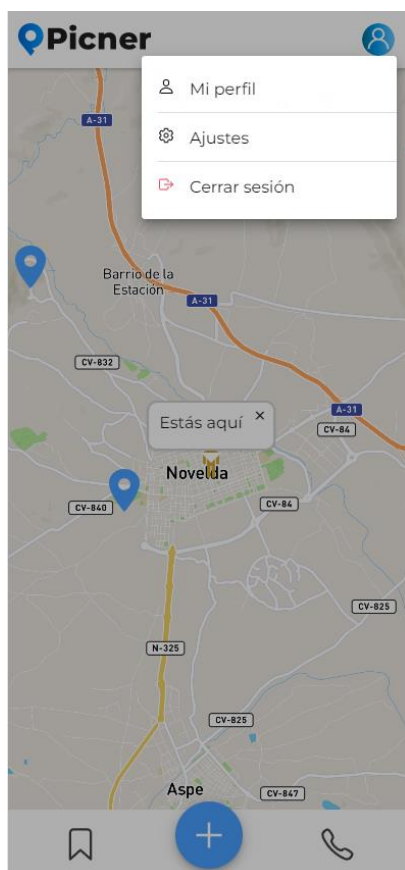 Picner
Mi perfil
Ajustes
Cerrar sesión
A-31
Barrio de la
Estación
A-31
CV-832
A-31
Estás aquí ×
CV-84
Novelda
CV-840
CV-84
CV-825
N-325
CV-825
Aspe
CV-847